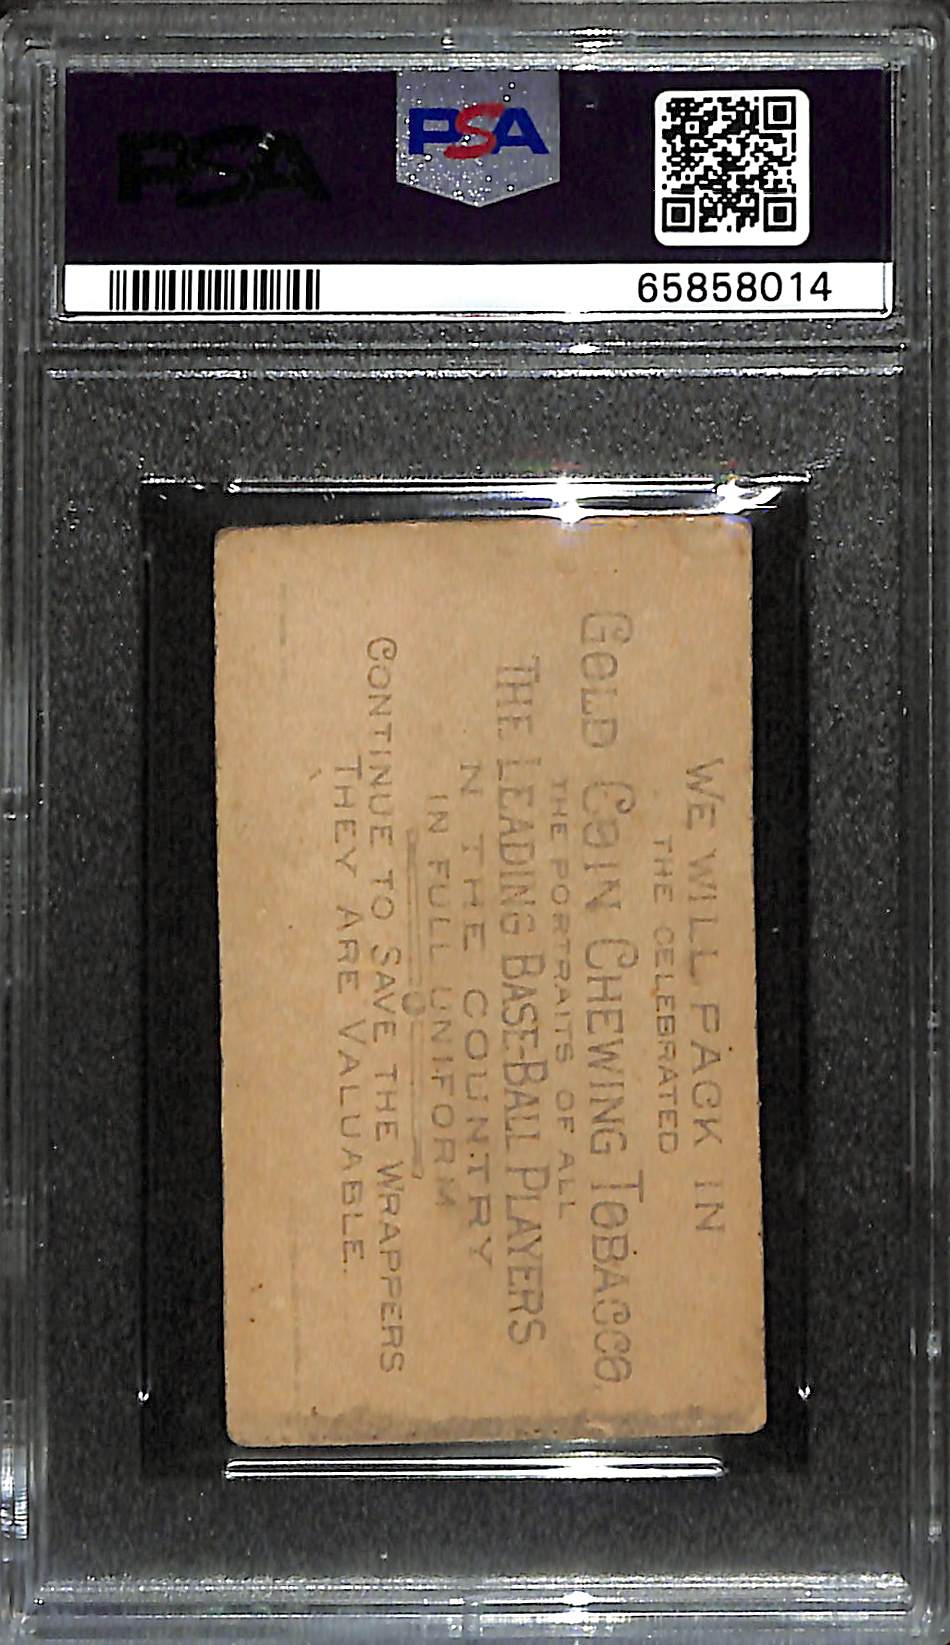 PSA
PSA
65858014
WE WILL PACK IN
THE CELEBRATED
GOLD COIN CHEWING TOBACCO,
THE PORTRAITS OF ALL
THE LEADING BASE-BALL PLAYERS
IN THE COUNTRY
IN FULL UNIFORM
CONTINUE TO SAVE THE WRAPPERS
THEY ARE VALUABLE.